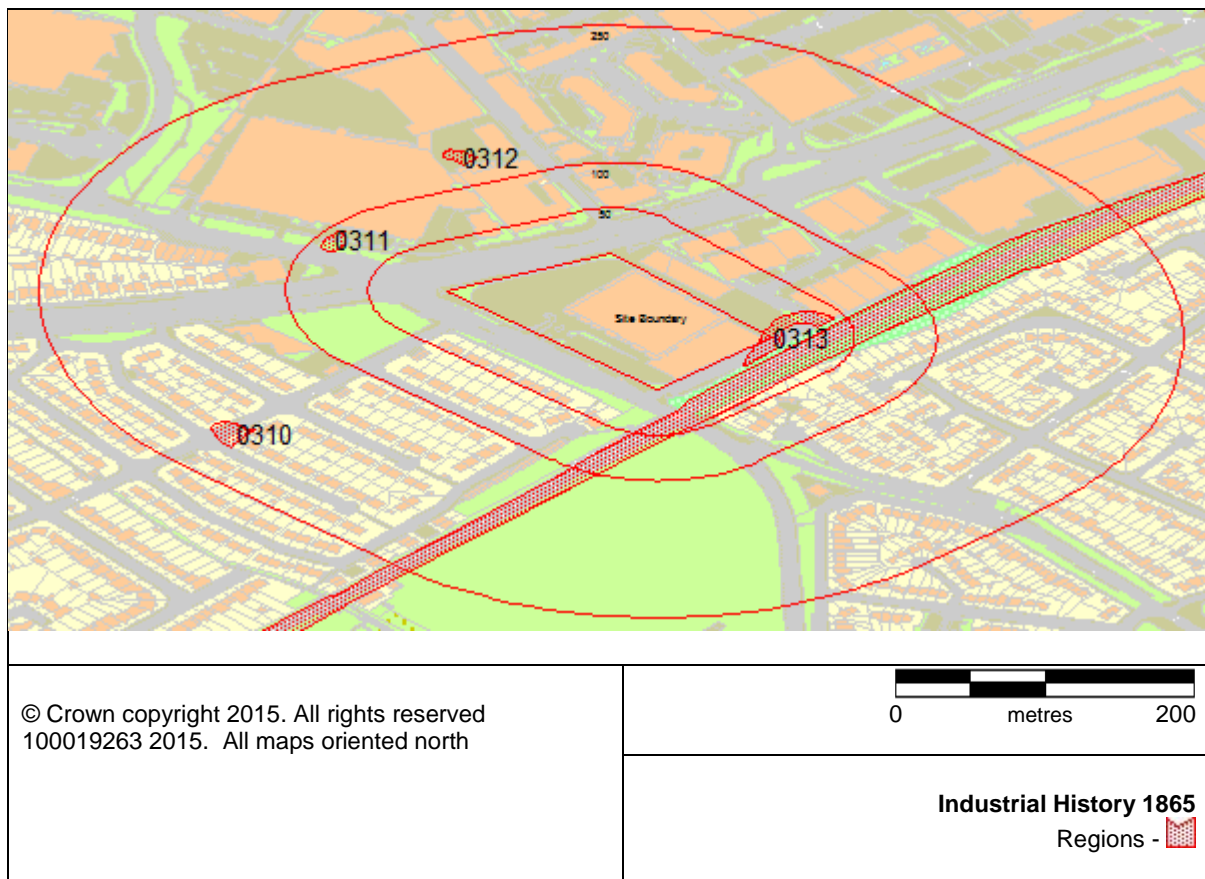 250
0312
100
50
0311
Site Boundary
0313
0310
© Crown copyright 2015. All rights reserved
100019263 2015.  All maps oriented north
0 metres 200
Industrial History 1865
Regions -